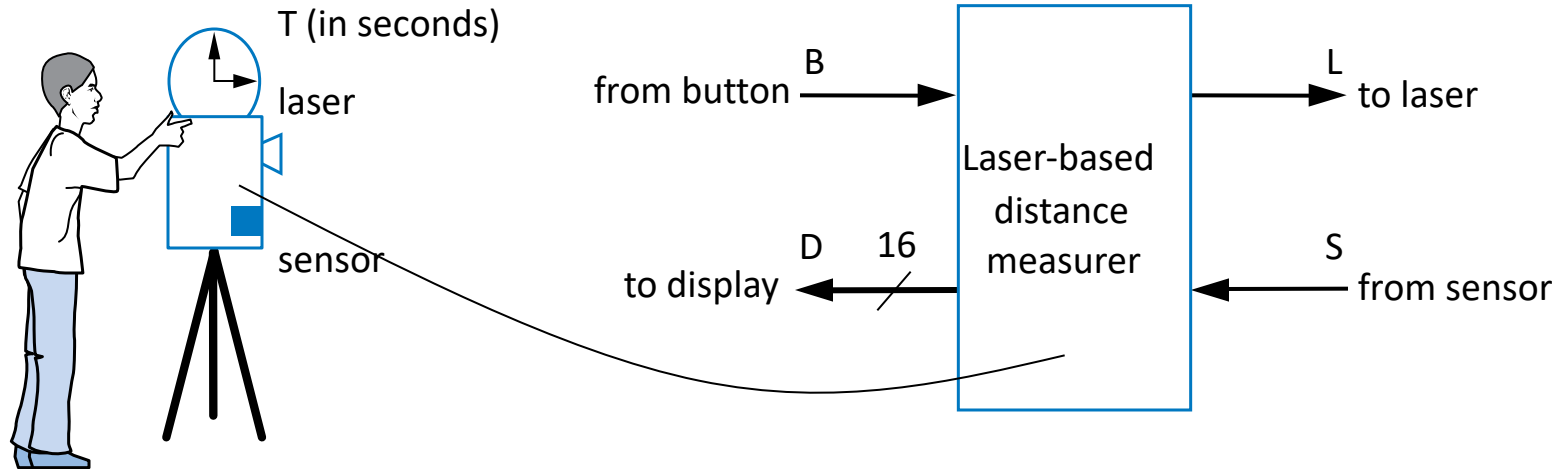 T (in seconds)
laser
sensor
from button
B
to display
D
16
Laser-based
distance
measurer
L
to laser
S
from sensor